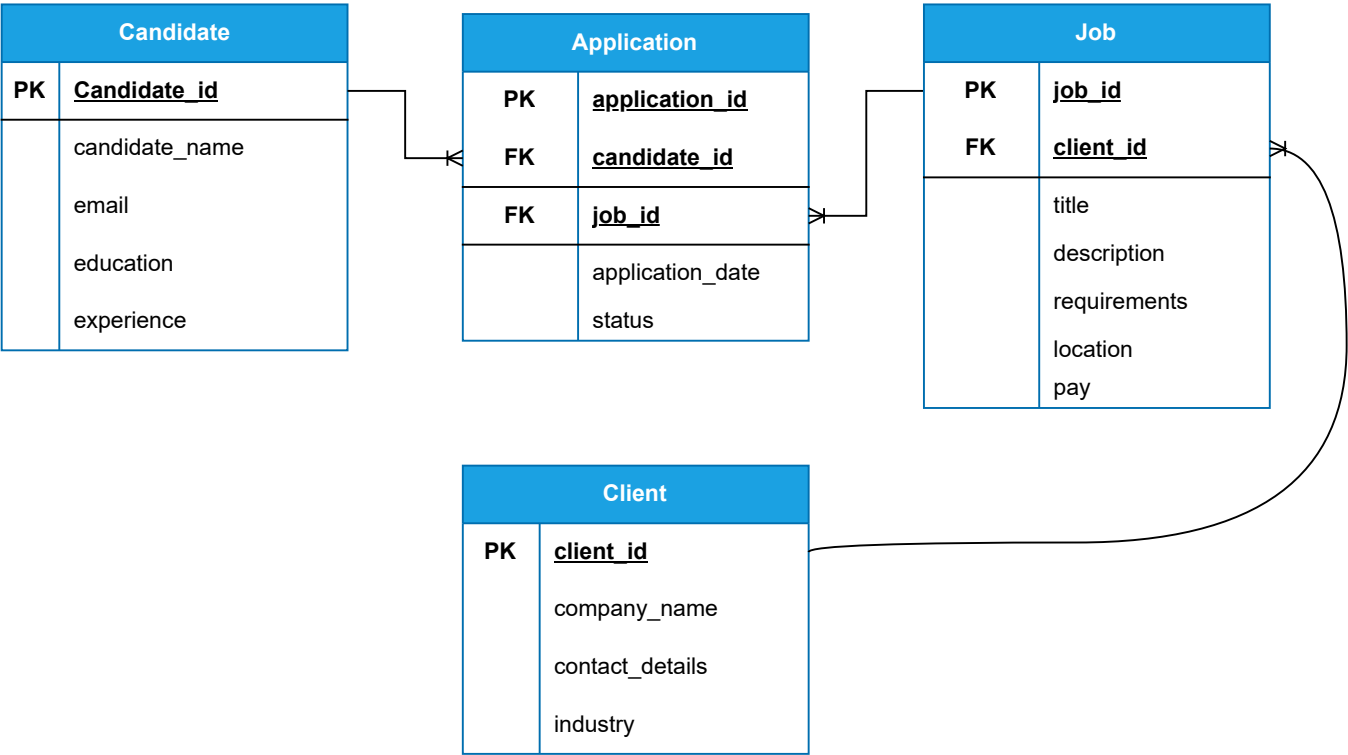 Candidate
PK Candidate_id
candidate_name
email
education
experience
Application
PK application_id
FK candidate_id
FK job_id
application_date
status
Job
PK job_id
FK client_id
title
description
requirements
location
pay
Client
PK client_id
company_name
contact_details
industry